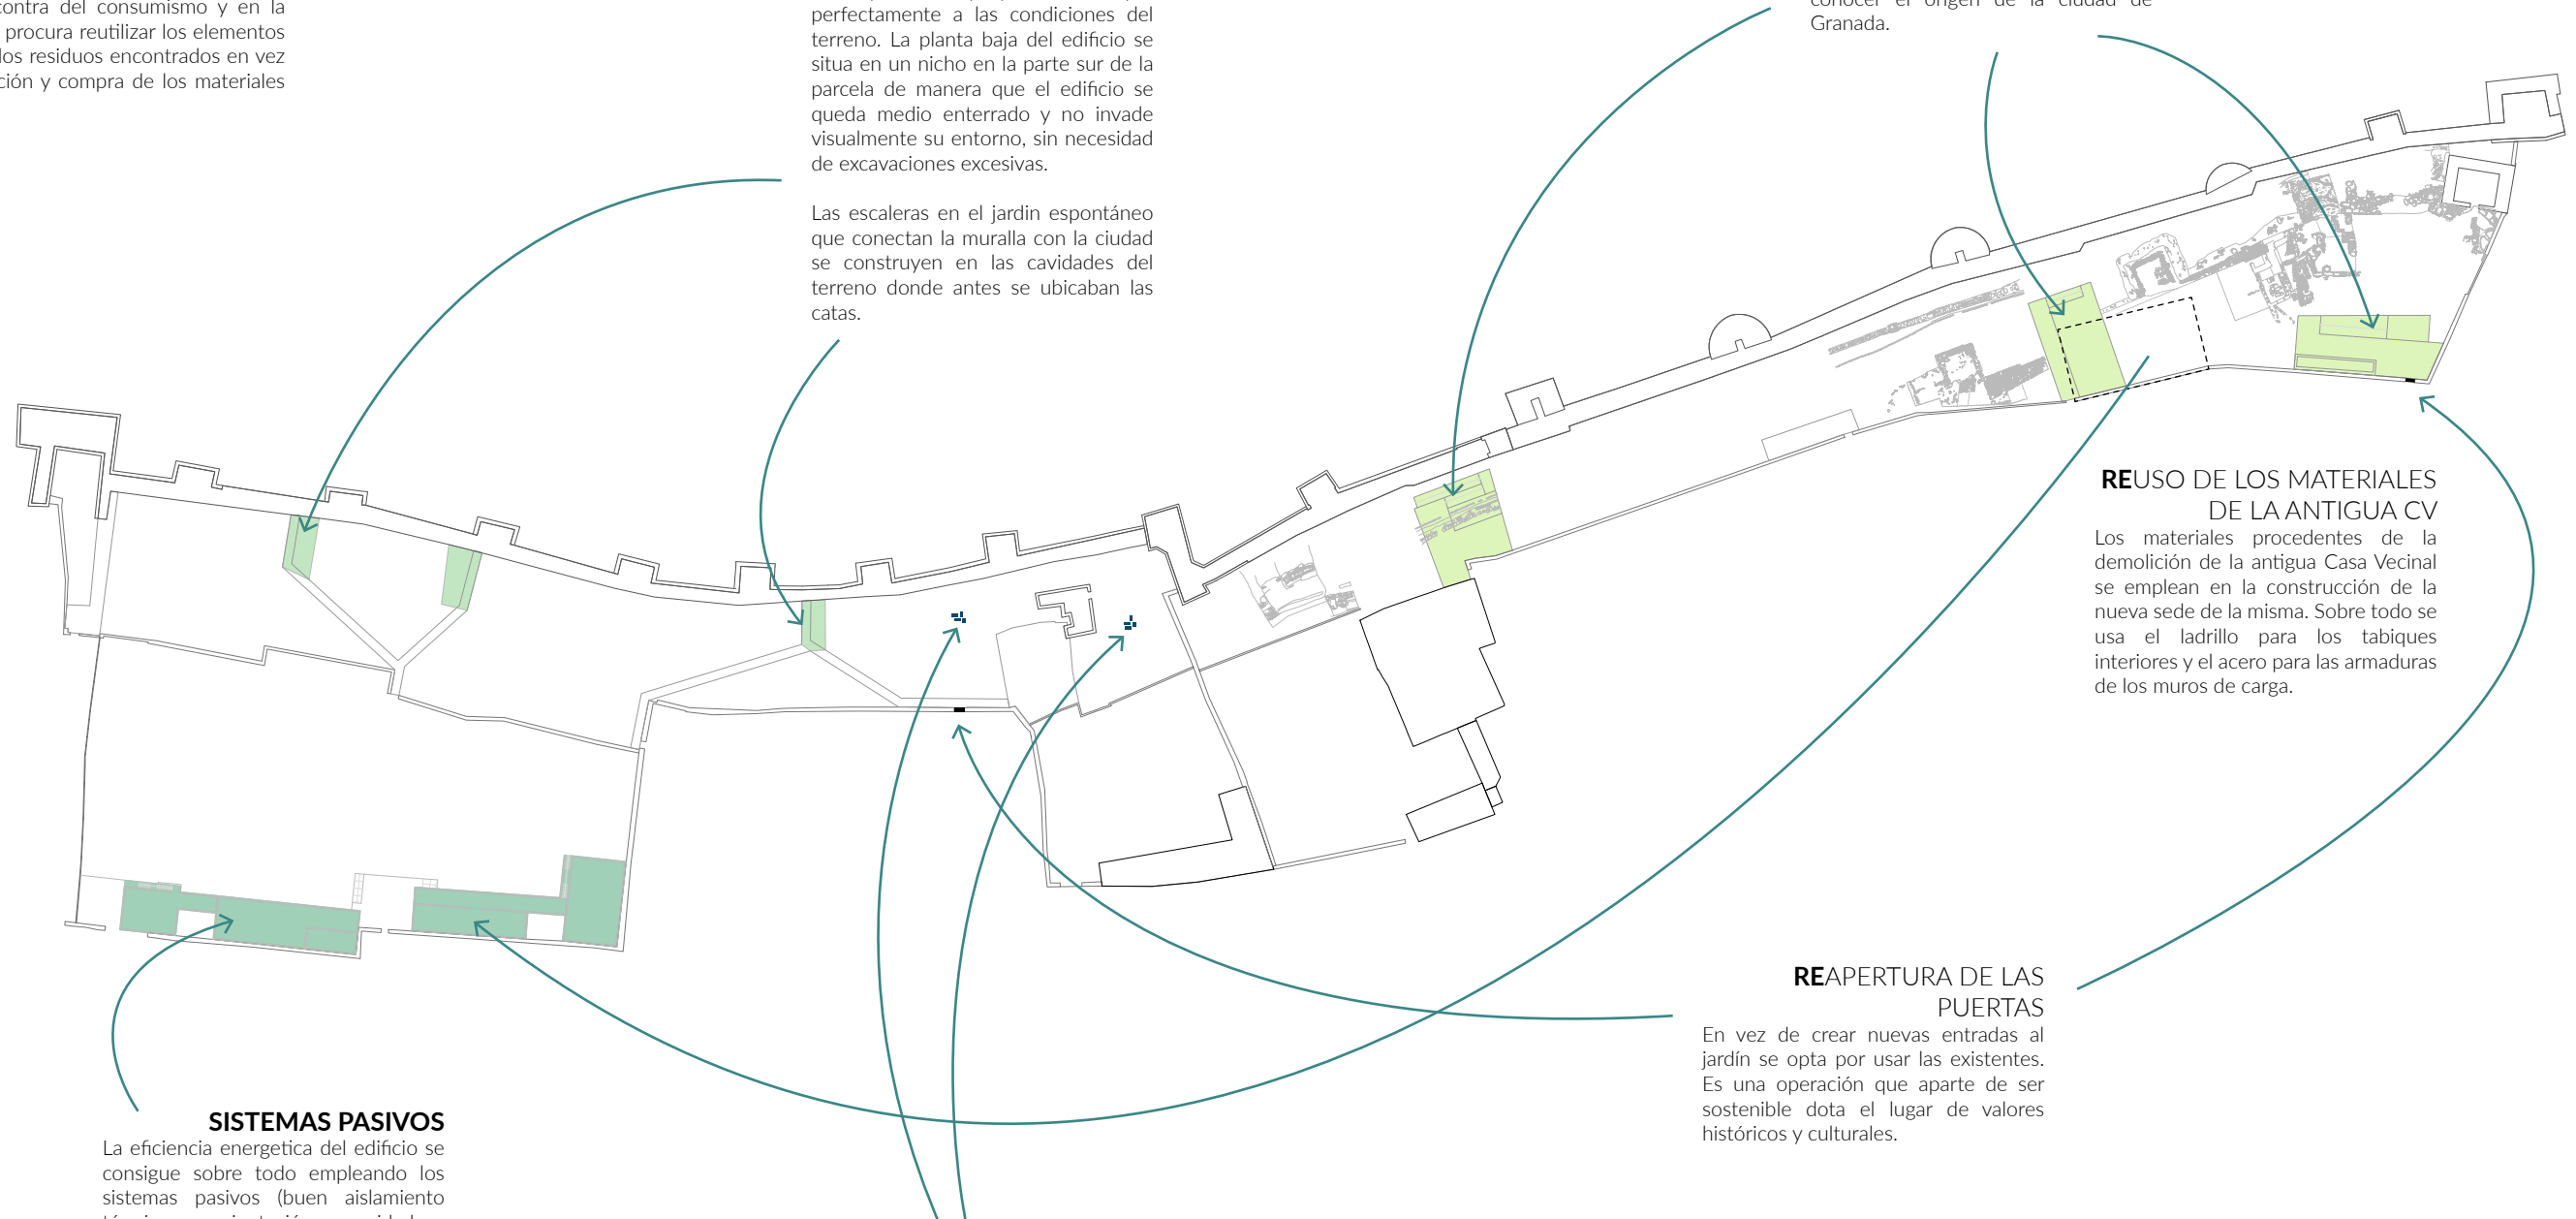 contra del consumismo y en la
procura reutilizar los elementos
los residuos encontrados en vez
ción y compra de los materiales
perfectamente a las condiciones del
terreno. La planta baja del edificio se
situa en un nicho en la parte sur de la
parcela de manera que el edificio se
queda medio enterrado y no invade
visualmente su entorno, sin necesidad
de excavaciones excesivas.
Las escaleras en el jardin espontáneo
que conectan la muralla con la ciudad
se construyen en las cavidades del
terreno donde antes se ubicaban las
catas.
conocer el origen de la ciudad de
Granada.
REUSO DE LOS MATERIALES
DE LA ANTIGUA CV
Los materiales procedentes de la
demolición de la antigua Casa Vecinal
se emplean en la construcción de la
nueva sede de la misma. Sobre todo se
usa el ladrillo para los tabiques
interiores y el acero para las armaduras
de los muros de carga.
REAPERTURA DE LAS
PUERTAS
En vez de crear nuevas entradas al
jardín se opta por usar las existentes.
Es una operación que aparte de ser
sostenible dota el lugar de valores
históricos y culturales.
SISTEMAS PASIVOS
La eficiencia energetica del edificio se
consigue sobre todo empleando los
sistemas pasivos (buen aislamiento